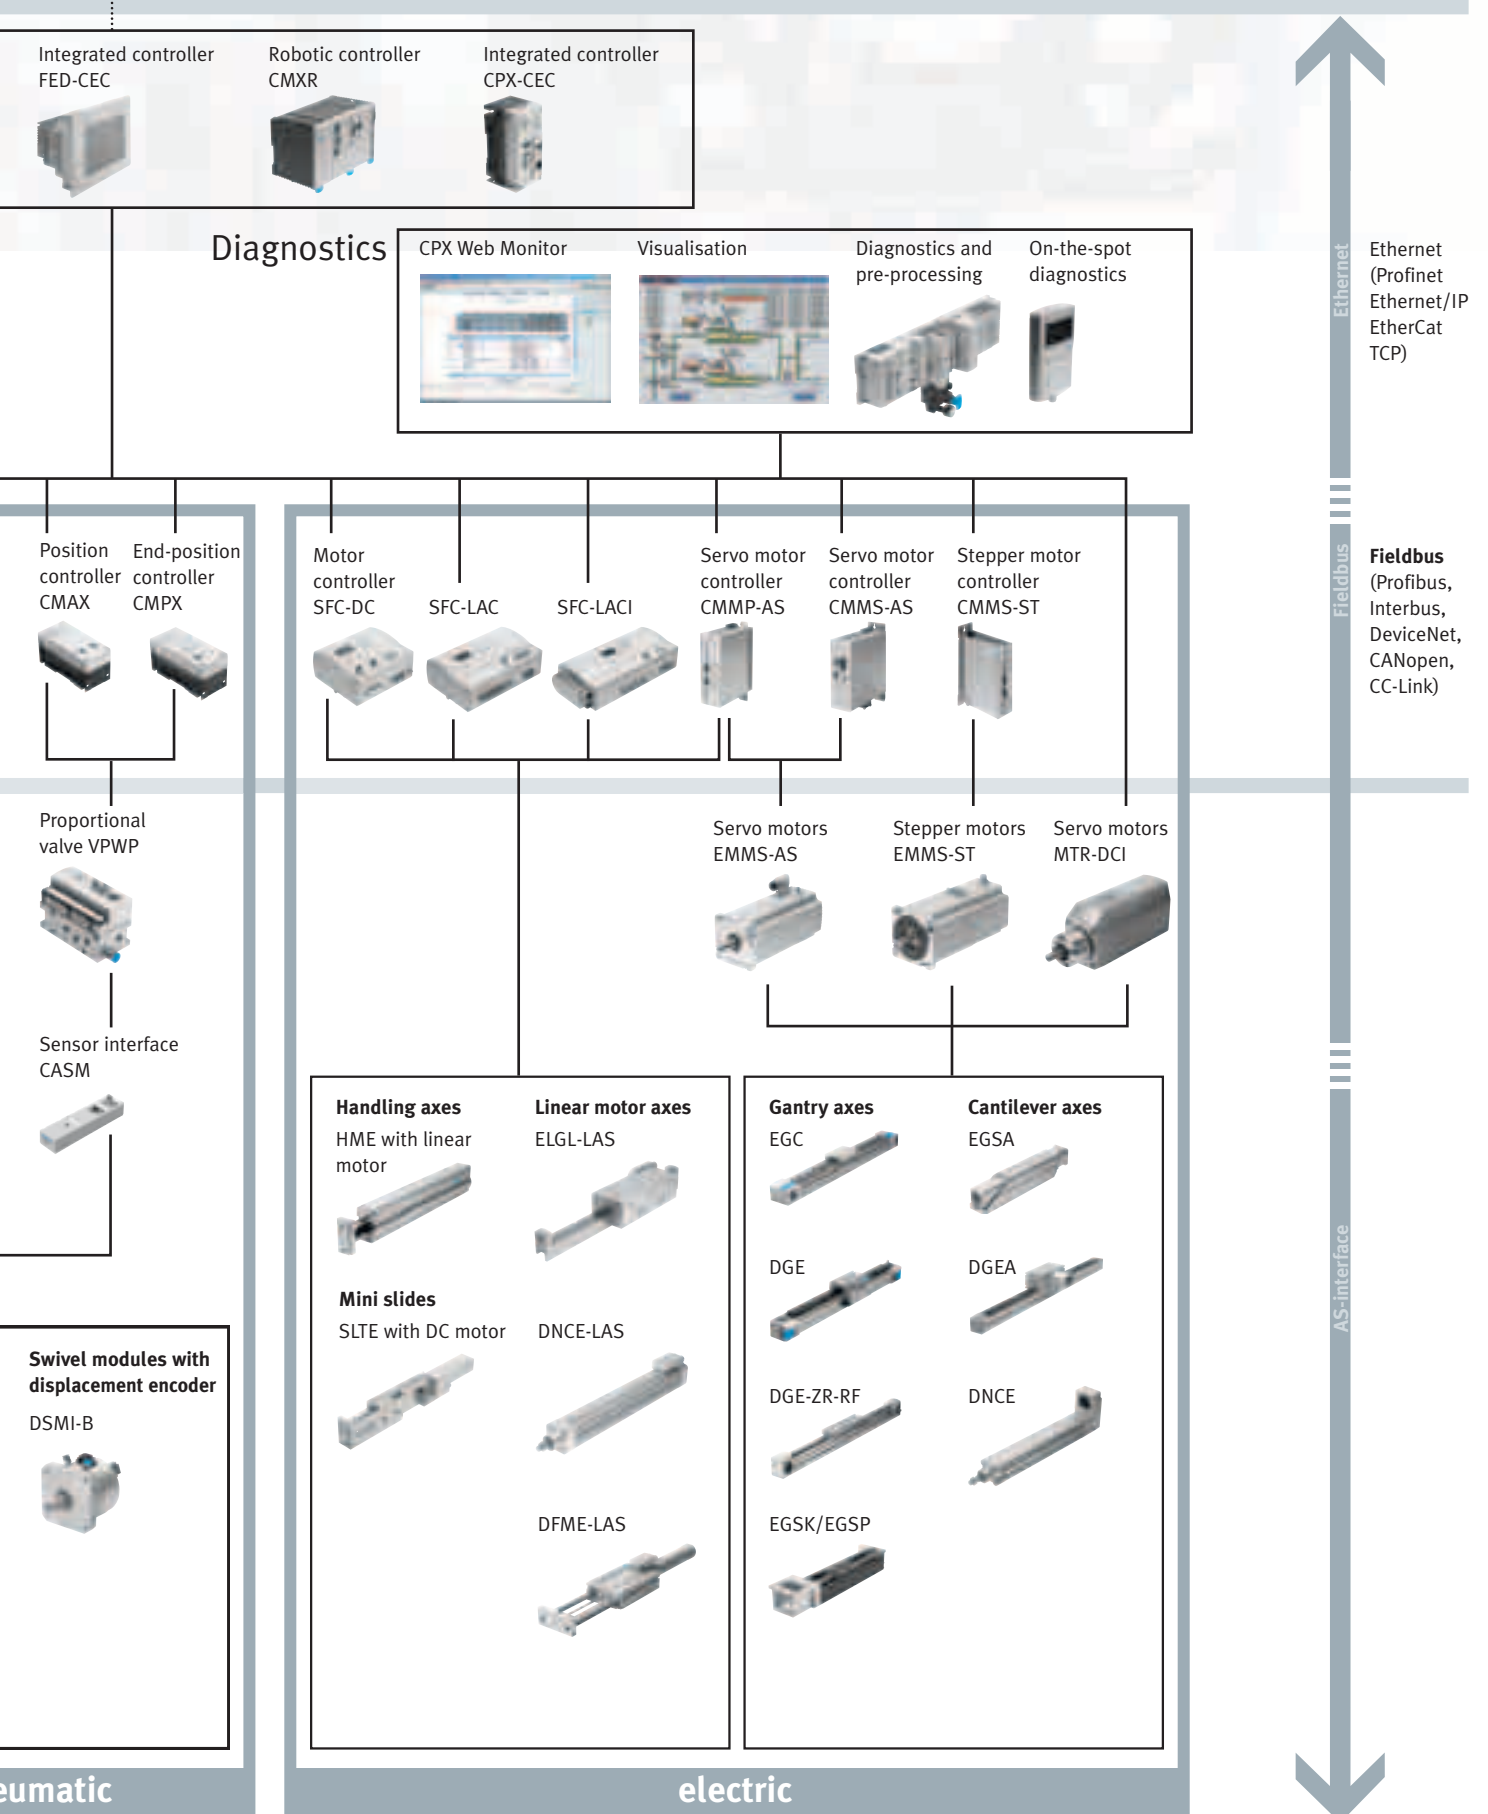 Integrated controller
FED-CEC
Robotic controller
CMXR
Integrated controller
CPX-CEC
Diagnostics
CPX Web Monitor
Visualisation
Diagnostics and
pre-processing
On-the-spot
diagnostics
Ethernet
Ethernet
(Profinet
Ethernet/IP
EtherCat
TCP)
Position
controller
CMAX
End-position
controller
CMPX
Motor
controller
SFC-DC
SFC-LAC
SFC-LACI
Servo motor
controller
CMMP-AS
Servo motor
controller
CMMS-AS
Stepper motor
controller
CMMS-ST
Fieldbus
Fieldbus
(Profibus,
Interbus,
DeviceNet,
CANopen,
CC-Link)
Proportional
valve VPWP
Servo motors
EMMS-AS
Stepper motors
EMMS-ST
Servo motors
MTR-DCI
Sensor interface
CASM
Handling axes
HME with linear
motor
Linear motor axes
ELGL-LAS
Gantry axes
EGC
Cantilever axes
EGSA
DGE
DGEA
AS-interface
Mini slides
SLTE with DC motor
DNCE-LAS
Swivel modules with
displacement encoder
DSMI-B
DGE-ZR-RF
DNCE
DFME-LAS
EGSK/EGSP
eumatic
electric